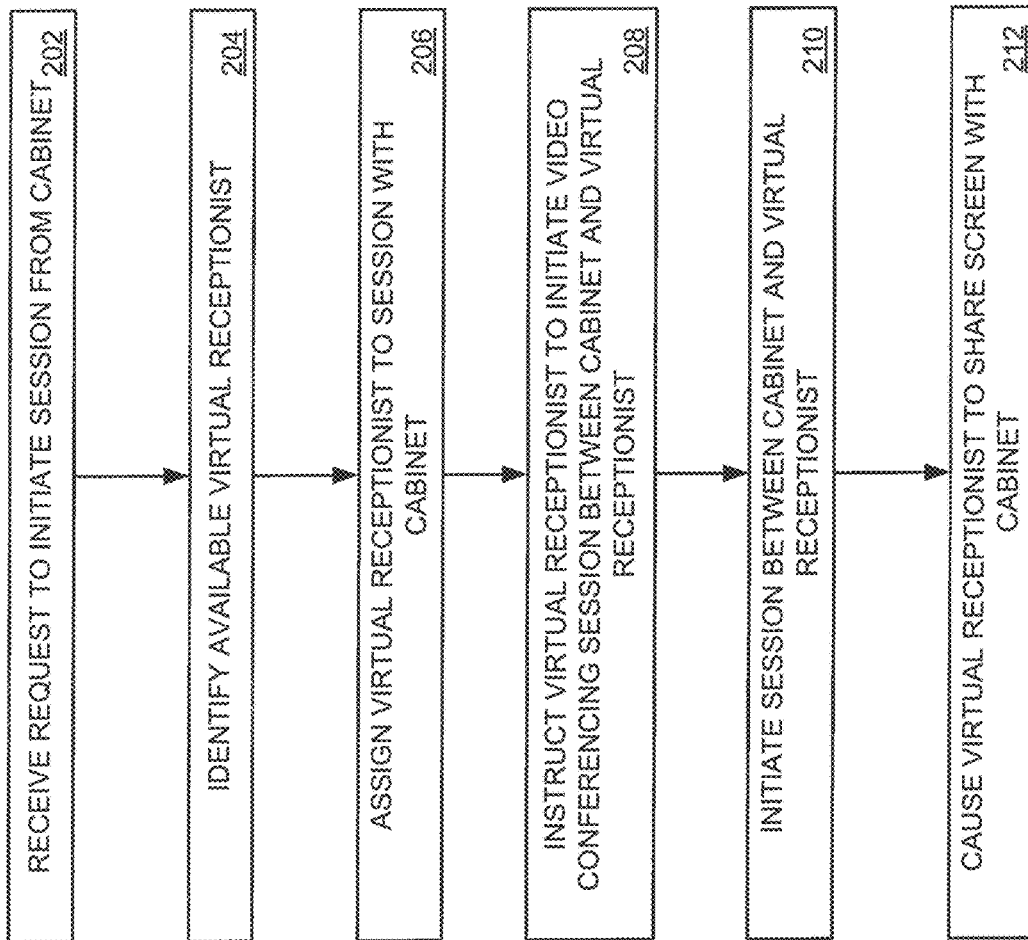 RECEIVE REQUEST TO INITIATE SESSION FROM CABINET
202
IDENTIFY AVAILABLE VIRTUAL RECEPTIONIST
204
ASSIGN VIRTUAL RECEPTIONIST TO SESSION WITH
CABINET
206
INSTRUCT VIRTUAL RECEPTIONIST TO INITIATE VIDEO
CONFERENCING SESSION BETWEEN CABINET AND VIRTUAL
RECEPTIONIST
208
INITIATE SESSION BETWEEN CABINET AND VIRTUAL
RECEPTIONIST
210
CAUSE VIRTUAL RECEPTIONIST TO SHARE SCREEN WITH
CABINET
212